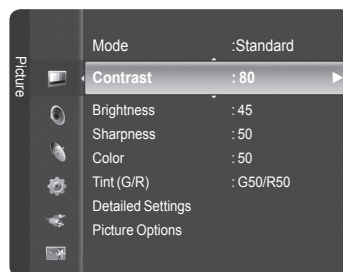 Picture
Mode :Standard
Contrast : 80
Brightness : 45
Sharpness : 50
Color : 50
Tint (G/R) : G50/R50
Detailed Settings
Picture Options